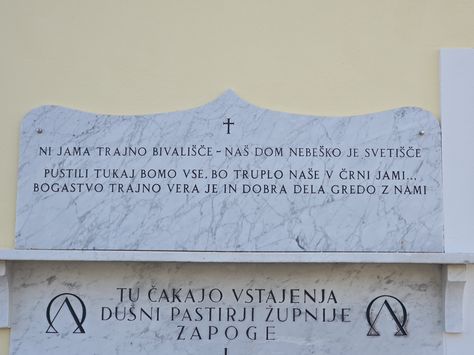 NI JAMA TRAJNO BIVALIŠČE - NAŠ DOM NEBEŠKO JE SVETIŠČE
PUSTILI TUKAJ BOMO VSE, BO TRUPLO NAŠE V ČRNI JAMI...
BOGASTVO TRAJNO VERA JE IN DOBRA DELA GREDO Z NAMI
TU ČAKAJO VSTAJENJA
DUŠNI PASTIRJI ŽUPNIJE
ZAPOGE